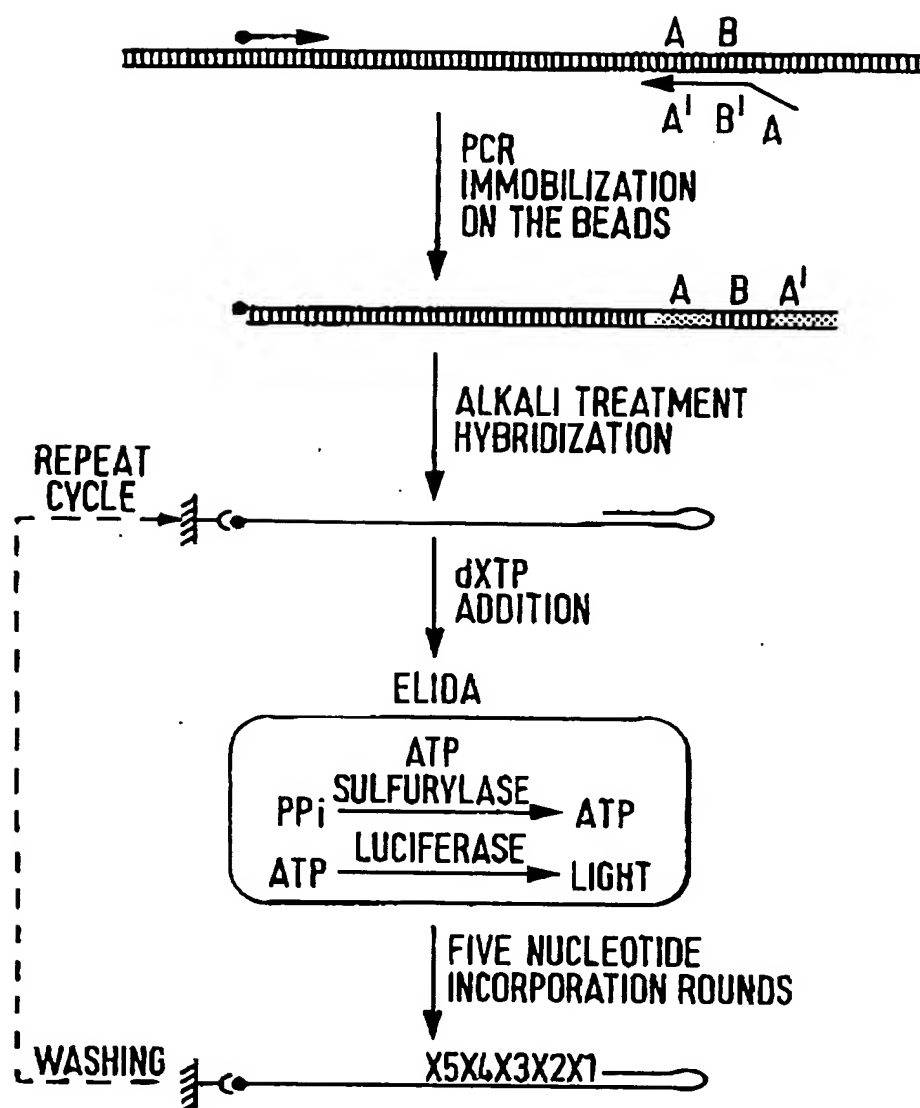 A B
A' B' A
PCR
IMMOBILIZATION
ON THE BEADS
A B A'
ALKALI TREATMENT
HYBRIDIZATION
REPEAT
CYCLE
dXTP
ADDITION
ELIDA
ATP
SULFURYLASE
PPi ATP
LUCIFERASE
ATP LIGHT
FIVE NUCLEOTIDE
INCORPORATION ROUNDS
WASHING
X5X4X3X2X1